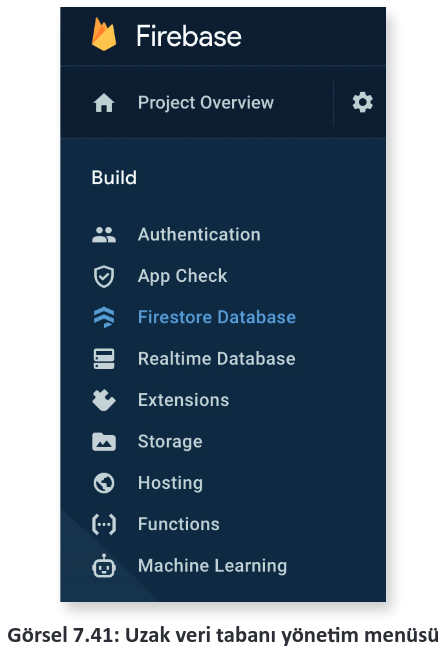 Firebase
Project Overview
Build
Authentication
App Check
Firestore Database
Realtime Database
Extensions
Storage
Hosting
Functions
Machine Learning
Görsel 7.41: Uzak veri tabanı yönetim menüsü